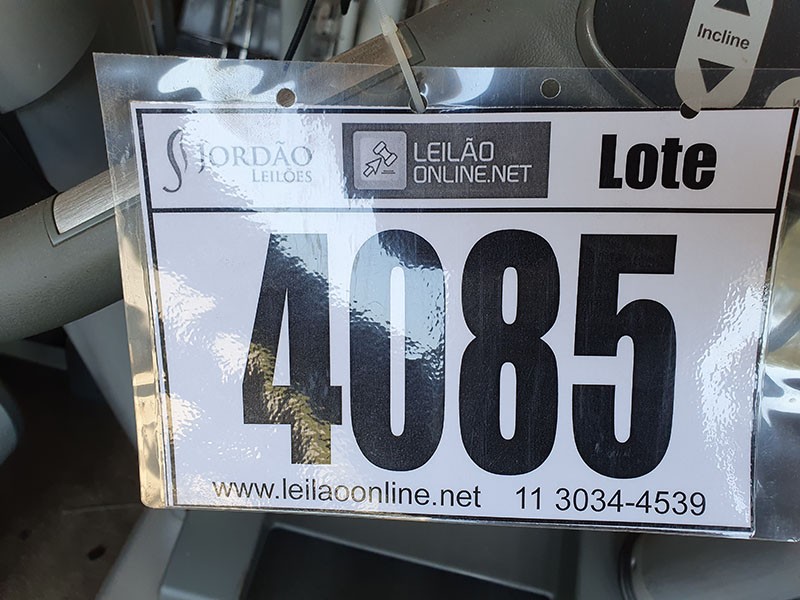 Incline
JORDÃO
LEILÕES
LEILÃO
ONLINE.NET
Lote
4085
www.leilaoonline.net 11 3034-4539